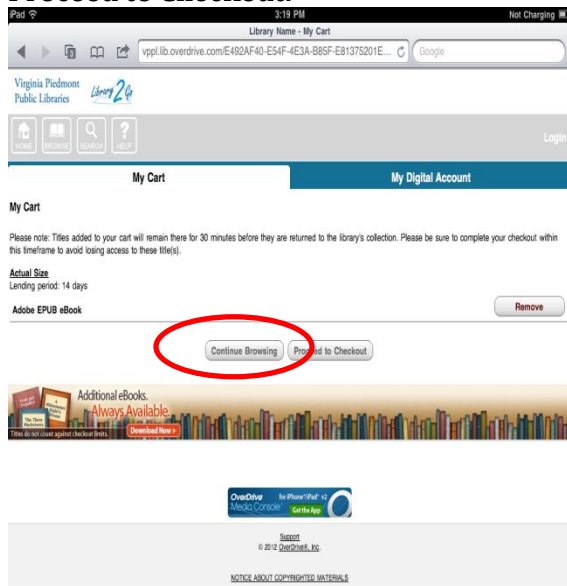 Proceed to Checkout.
iPad 3:19 PM Not Charging
Library Name - My Cart
vppl.lib.overdrive.com/E492AF40-E54F-4E3A-B85F-E81375201E... Google
Virginia Piedmont
Public Libraries
Library 2 Go
HOME BROWSE SEARCH HELP
Login
My Cart My Digital Account
My Cart
Please note: Titles added to your cart will remain there for 30 minutes before they are returned to the library's collection. Please be sure to complete your checkout within
this timeframe to avoid losing access to these title(s).
Actual Size
Lending period: 14 days
Adobe EPUB eBook Remove
Continue Browsing Proceed to Checkout
Additional eBooks.
Always Available.
Titles do not count against checkout limits. Download Now >
OverDrive for iPhone®/iPad® v2
Media Console Get the App
Support
© 2012 OverDrive®, Inc.
NOTICE ABOUT COPYRIGHTED MATERIALS